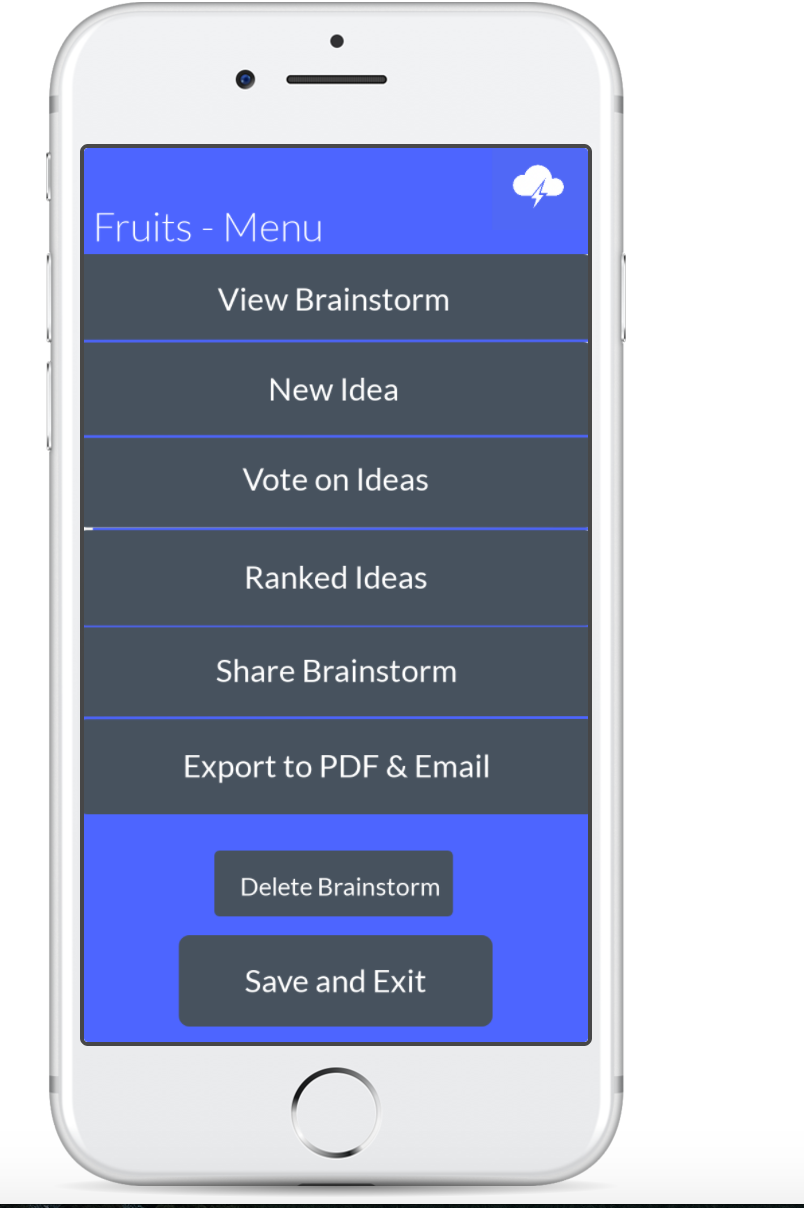 Fruits - Menu
View Brainstorm
New Idea
Vote on Ideas
Ranked Ideas
Share Brainstorm
Export to PDF & Email
Delete Brainstorm
Save and Exit